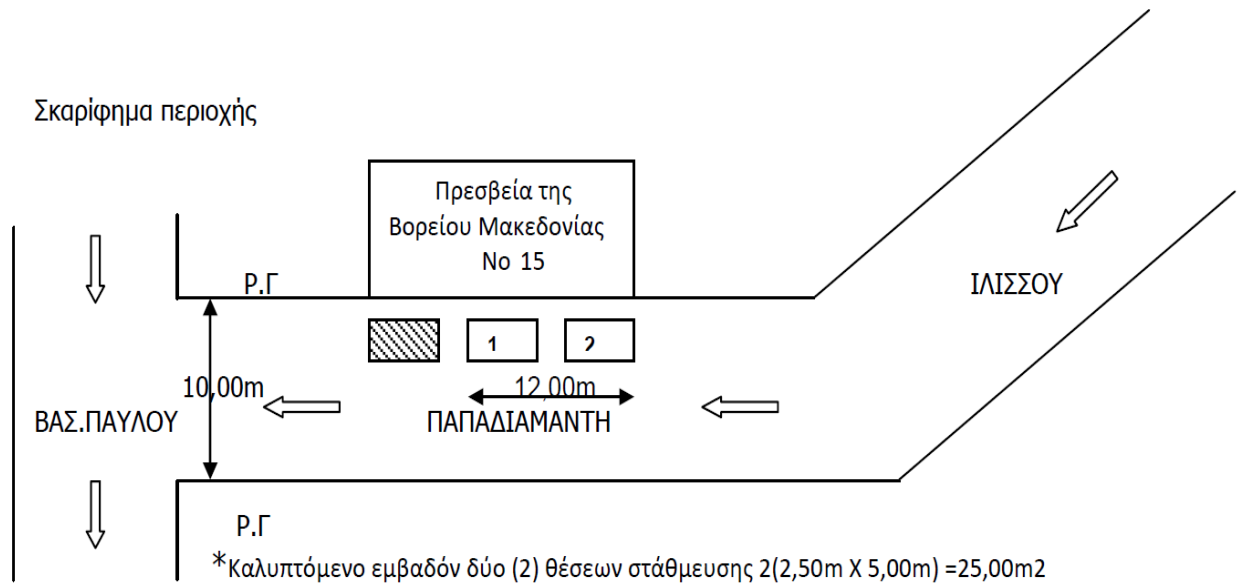 Σκαρίφημα περιοχής
Πρεσβεία της
Βορείου Μακεδονίας
Νο 15
Ρ.Γ
ΙΛΙΣΣΟΥ
1
2
10,00m
12,00m
ΒΑΣ.ΠΑΥΛΟΥ
ΠΑΠΑΔΙΑΜΑΝΤΗ
Ρ.Γ
*Καλυπτόμενο εμβαδόν δύο (2) θέσεων στάθμευσης 2(2,50m X 5,00m) =25,00m2